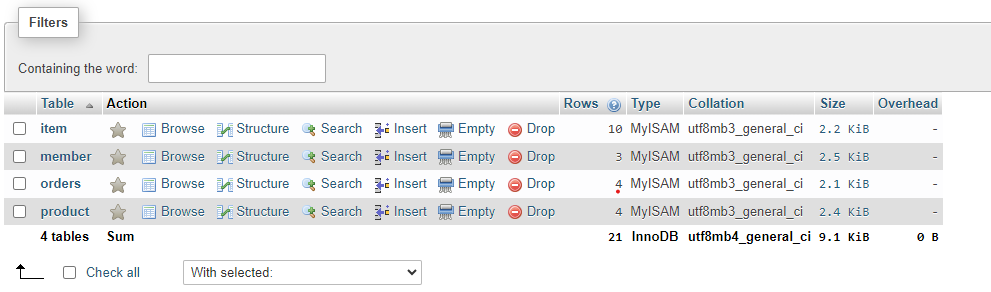 Filters
Containing the word:
Table Action Rows Type Collation Size Overhead
item Browse Structure Search Insert Empty Drop 10 MyISAM utf8mb3_general_ci 2.2 KiB -
member Browse Structure Search Insert Empty Drop 3 MyISAM utf8mb3_general_ci 2.5 KiB -
orders Browse Structure Search Insert Empty Drop 4 MyISAM utf8mb3_general_ci 2.1 KiB -
product Browse Structure Search Insert Empty Drop 4 MyISAM utf8mb3_general_ci 2.4 KiB -
4 tables Sum 21 InnoDB utf8mb4_general_ci 9.1 KiB 0 B
Check all With selected: